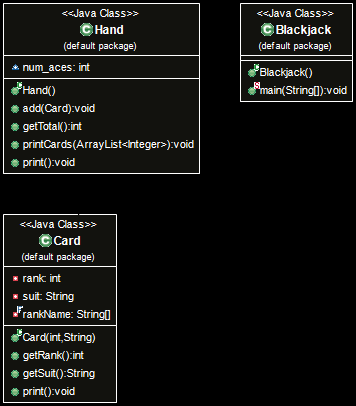 <<Java Class>>
Hand
(default package)
num_aces: int
Hand()
add(Card):void
getTotal():int
printCards(ArrayList<Integer>):void
print():void
<<Java Class>>
Blackjack
(default package)
Blackjack()
main(String[]):void
<<Java Class>>
Card
(default package)
rank: int
suit: String
rankName: String[]
Card(int,String)
getRank():int
getSuit():String
print():void